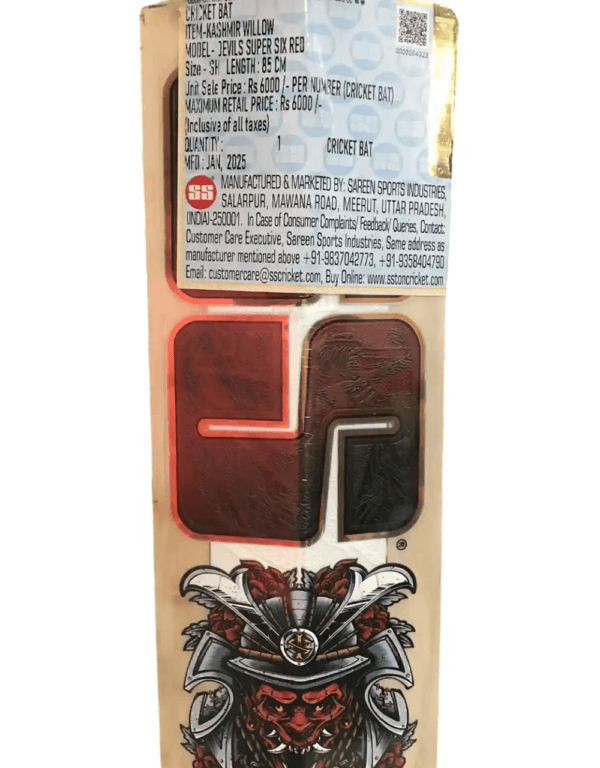 CRICKET BAT
ITEM-KASHMIR WILLOW
MODEL- DEVILS SUPER SIX RED
Size - SH LENGTH : 85 CM
Unit Sale Price : Rs 6000 /- PER NUMBER (CRICKET BAT)
MAXIMUM RETAIL PRICE : Rs 6000 /-
(Inclusive of all taxes)
QUANTITY : 1 CRICKET BAT
MFD : JAN, 2025
SS MANUFACTURED & MARKETED BY: SAREEN SPORTS INDUSTRIES,
SALARPUR, MAWANA ROAD, MEERUT, UTTAR PRADESH,
(INDIA)-250001. In Case of Consumer Complaints/ Feedback/ Queries, Contact:
Customer Care Executive, Sareen Sports Industries, Same address as
manufacturer mentioned above +91-9837042773, +91-9358404790
Email: customercare@sscricket.com, Buy Online: www.sstoncricket.com